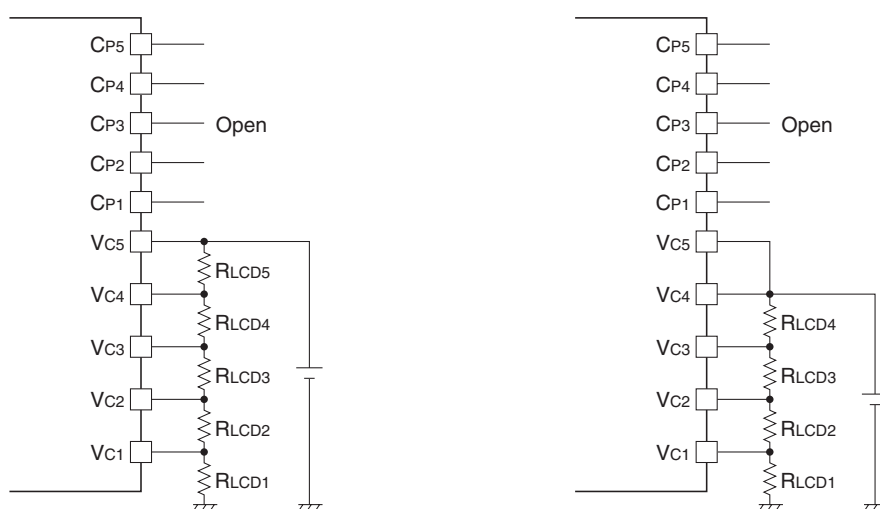 CP5
CP4
CP3 Open
CP2
CP1
VC5
RLCD5
VC4
RLCD4
VC3
RLCD3
VC2
RLCD2
VC1
RLCD1
CP5
CP4
CP3 Open
CP2
CP1
VC5
VC4
RLCD4
VC3
RLCD3
VC2
RLCD2
VC1
RLCD1